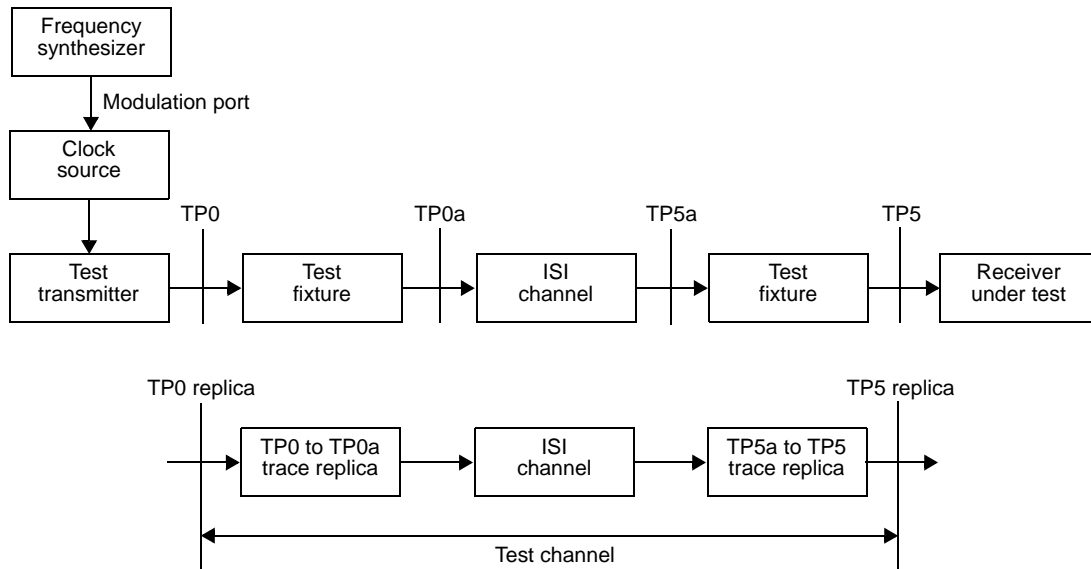 Frequency
synthesizer
Modulation port
Clock
source
TP0
TP0a
TP5a
TP5
Test
transmitter
Test
fixture
ISI
channel
Test
fixture
Receiver
under test
TP0 replica
TP5 replica
TP0 to TP0a
trace replica
ISI
channel
TP5a to TP5
trace replica
Test channel